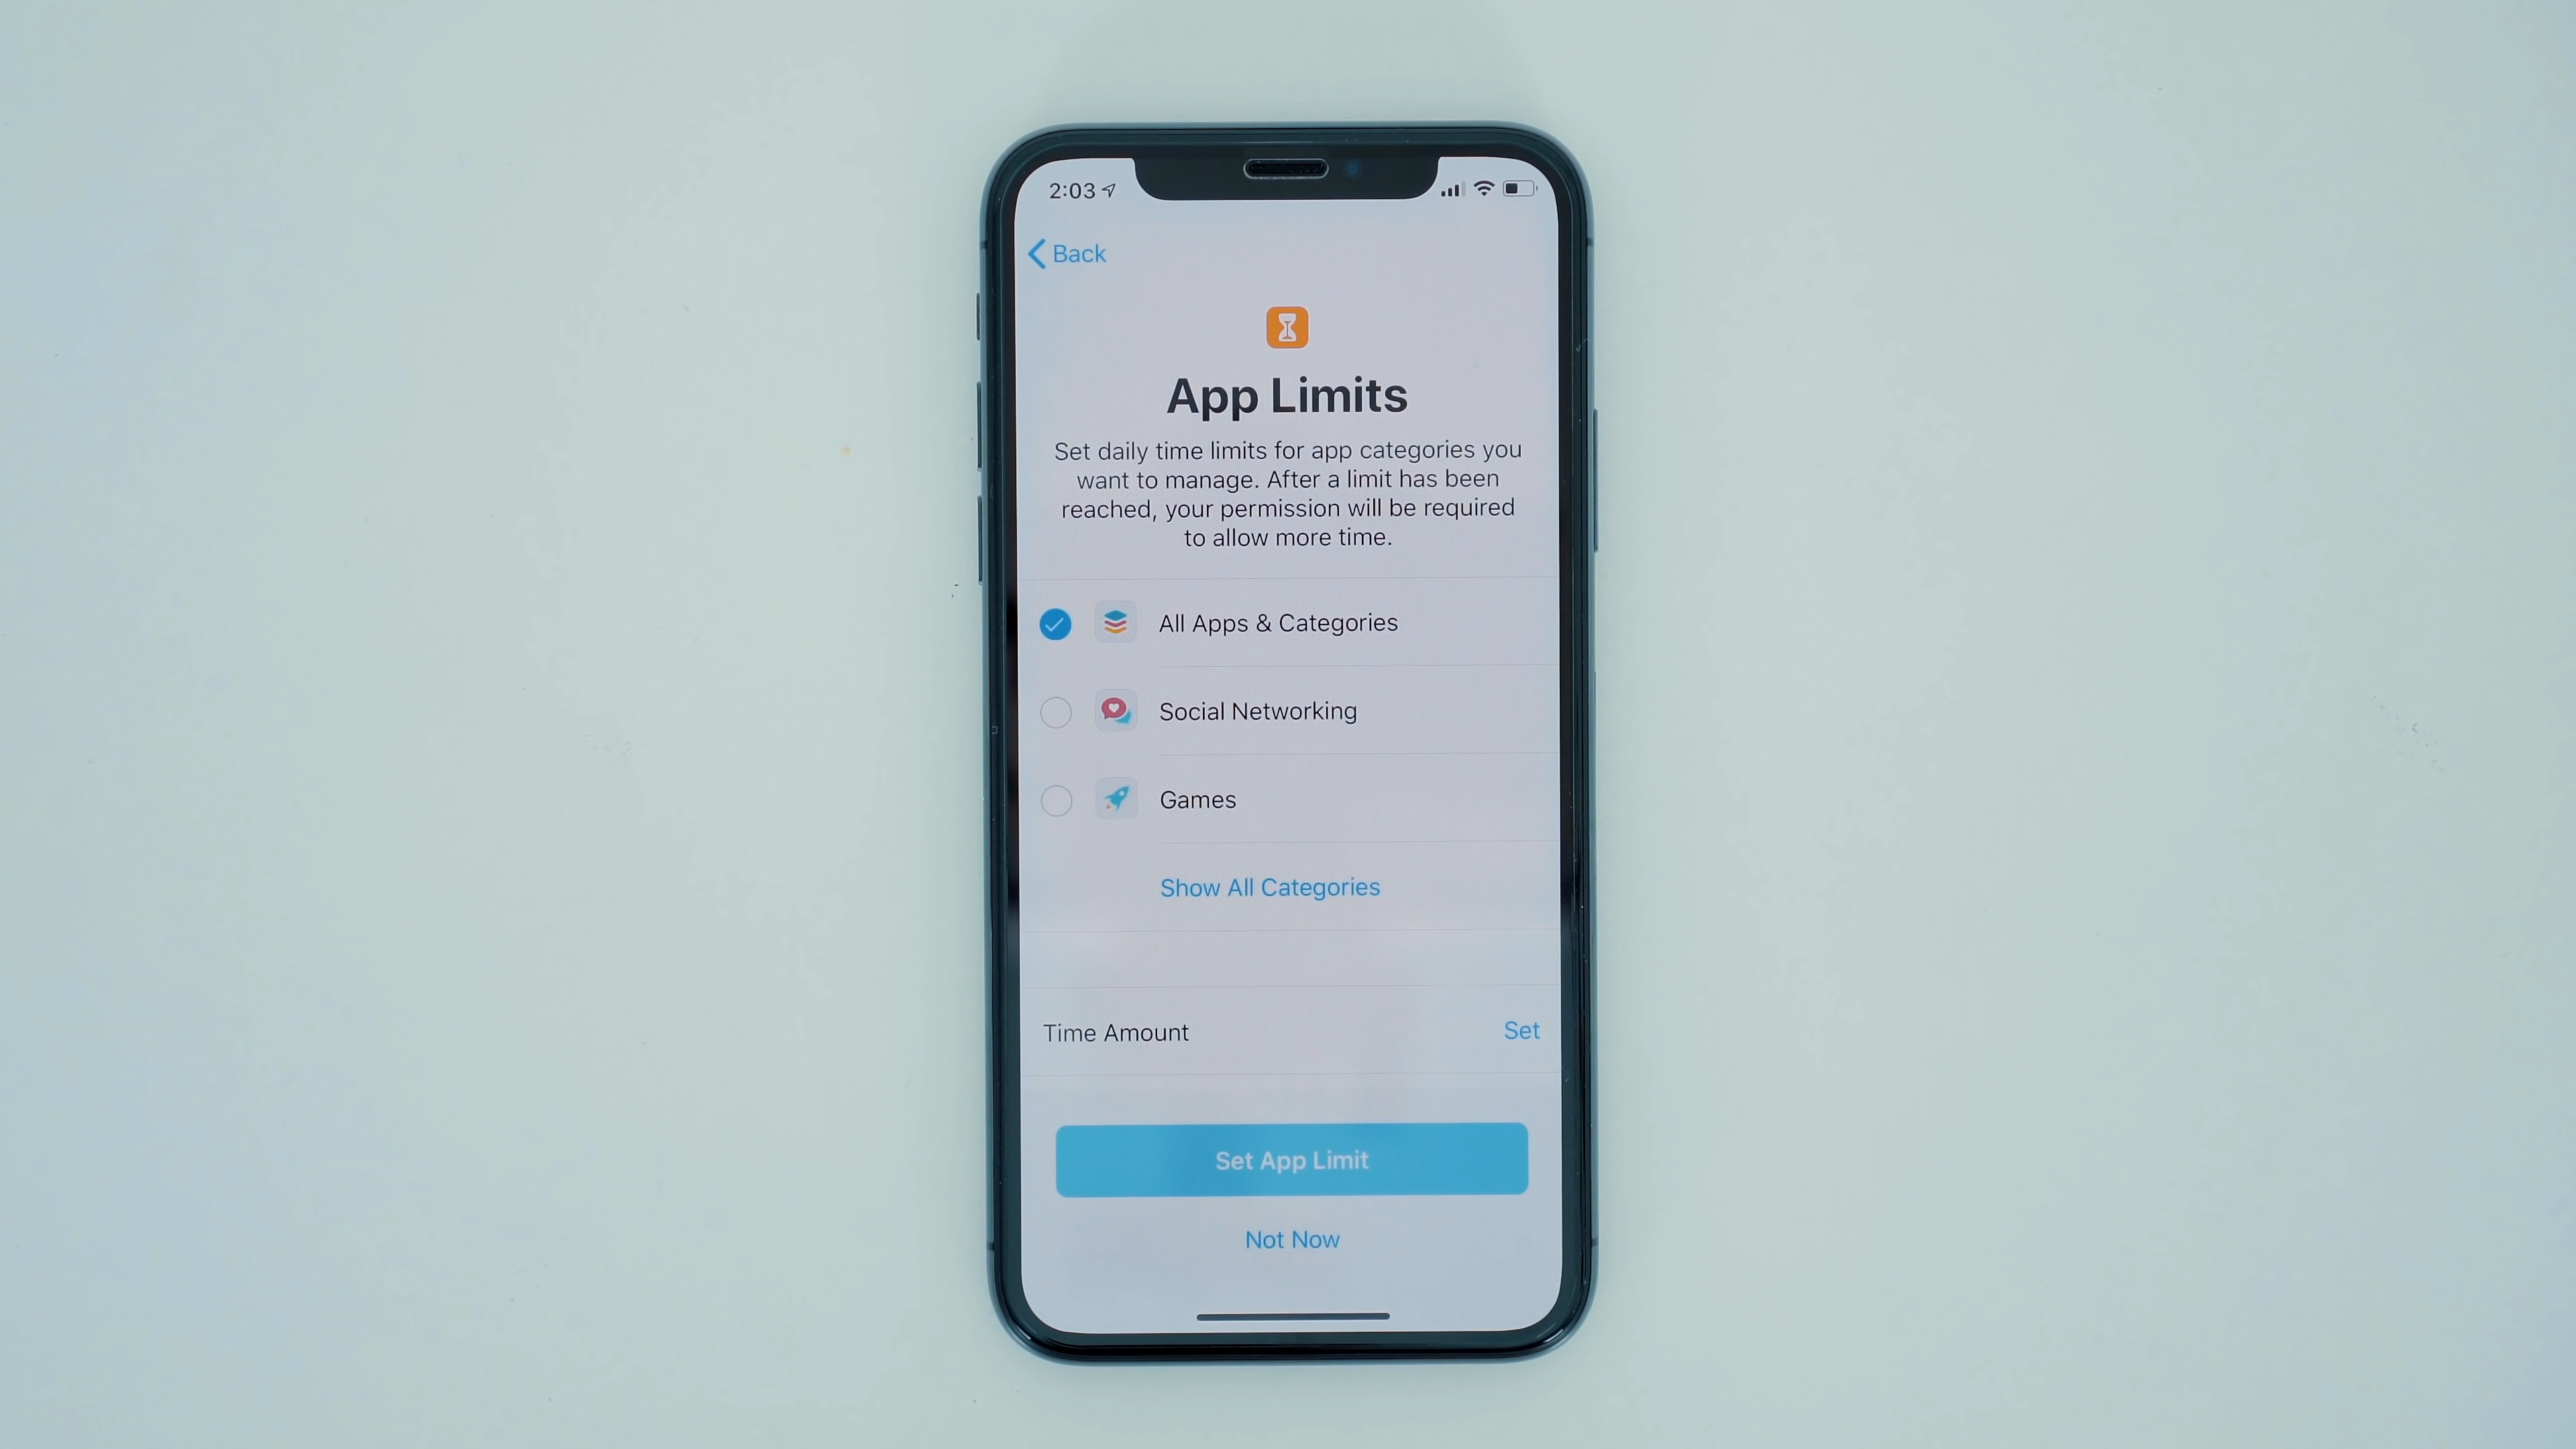 2:03
Back
App Limits
Set daily time limits for app categories you
want to manage. After a limit has been
reached, your permission will be required
to allow more time.
All Apps & Categories
Social Networking
Games
Show All Categories
Time Amount Set
Set App Limit
Not Now